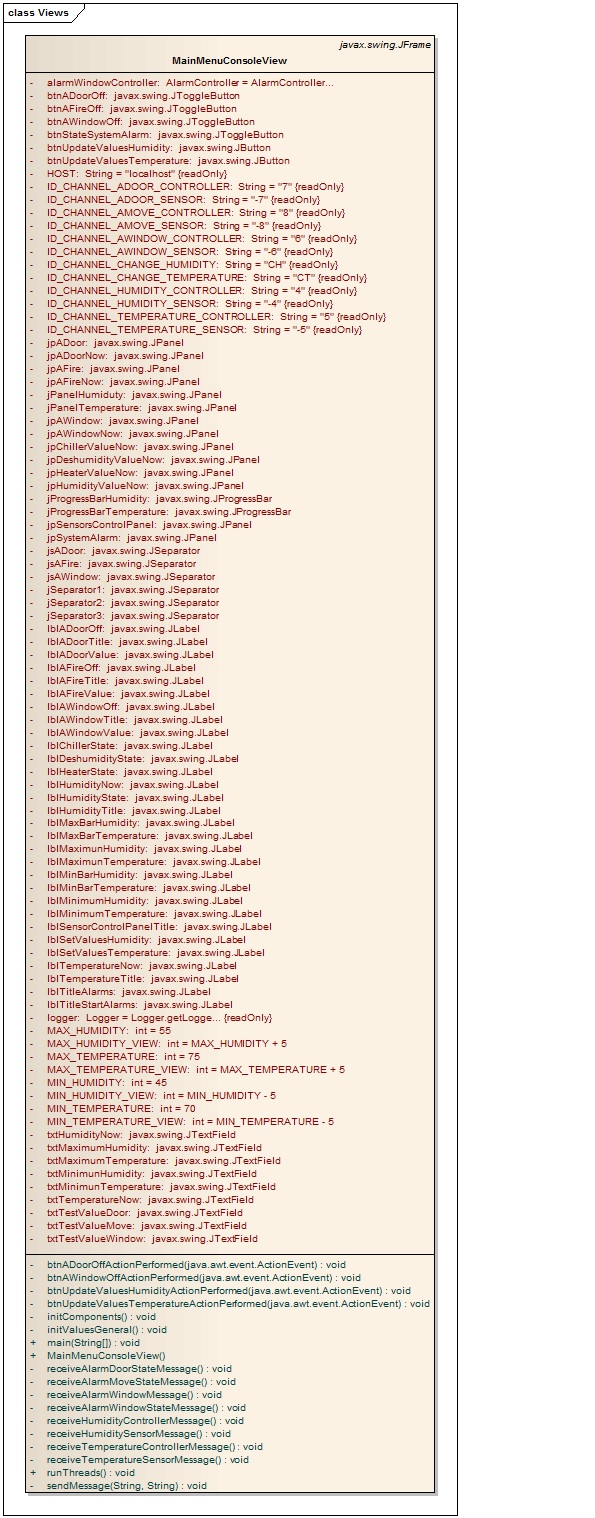 class Views
javax.swing.JFrame
MainMenuConsoleView
- alarmWindowController: AlarmController = AlarmController...
- btnADoorOff: javax.swing.JToggleButton
- btnAFireOff: javax.swing.JToggleButton
- btnAWindowOff: javax.swing.JToggleButton
- btnStateSystemAlarm: javax.swing.JToggleButton
- btnUpdateValuesHumidity: javax.swing.JButton
- btnUpdateValuesTemperature: javax.swing.JButton
- HOST: String = "localhost" {readOnly}
- ID_CHANNEL_ADOOR_CONTROLLER: String = "7" {readOnly}
- ID_CHANNEL_ADOOR_SENSOR: String = "-7" {readOnly}
- ID_CHANNEL_AMOVE_CONTROLLER: String = "8" {readOnly}
- ID_CHANNEL_AMOVE_SENSOR: String = "-8" {readOnly}
- ID_CHANNEL_AWINDOW_CONTROLLER: String = "6" {readOnly}
- ID_CHANNEL_AWINDOW_SENSOR: String = "-6" {readOnly}
- ID_CHANNEL_CHANGE_HUMIDITY: String = "CH" {readOnly}
- ID_CHANNEL_CHANGE_TEMPERATURE: String = "CT" {readOnly}
- ID_CHANNEL_HUMIDITY_CONTROLLER: String = "4" {readOnly}
- ID_CHANNEL_HUMIDITY_SENSOR: String = "-4" {readOnly}
- ID_CHANNEL_TEMPERATURE_CONTROLLER: String = "5" {readOnly}
- ID_CHANNEL_TEMPERATURE_SENSOR: String = "-5" {readOnly}
- jpADoor: javax.swing.JPanel
- jpADoorNow: javax.swing.JPanel
- jpAFire: javax.swing.JPanel
- jpAFireNow: javax.swing.JPanel
- jPanelHumiduty: javax.swing.JPanel
- jPanelTemperature: javax.swing.JPanel
- jpAWindow: javax.swing.JPanel
- jpAWindowNow: javax.swing.JPanel
- jpChillerValueNow: javax.swing.JPanel
- jpDeshumidityValueNow: javax.swing.JPanel
- jpHeaterValueNow: javax.swing.JPanel
- jpHumidityValueNow: javax.swing.JPanel
- jProgressBarHumidity: javax.swing.JProgressBar
- jProgressBarTemperature: javax.swing.JProgressBar
- jpSensorsControlPanel: javax.swing.JPanel
- jpSystemAlarm: javax.swing.JPanel
- jsADoor: javax.swing.JSeparator
- jsAFire: javax.swing.JSeparator
- jsAWindow: javax.swing.JSeparator
- jSeparator1: javax.swing.JSeparator
- jSeparator2: javax.swing.JSeparator
- jSeparator3: javax.swing.JSeparator
- lblADoorOff: javax.swing.JLabel
- lblADoorTitle: javax.swing.JLabel
- lblADoorValue: javax.swing.JLabel
- lblAFireOff: javax.swing.JLabel
- lblAFireTitle: javax.swing.JLabel
- lblAFireValue: javax.swing.JLabel
- lblAWindowOff: javax.swing.JLabel
- lblAWindowTitle: javax.swing.JLabel
- lblAWindowValue: javax.swing.JLabel
- lblChillerState: javax.swing.JLabel
- lblDeshumidityState: javax.swing.JLabel
- lblHeaterState: javax.swing.JLabel
- lblHumidityNow: javax.swing.JLabel
- lblHumidityState: javax.swing.JLabel
- lblHumidityTitle: javax.swing.JLabel
- lblMaxBarHumidity: javax.swing.JLabel
- lblMaxBarTemperature: javax.swing.JLabel
- lblMaximunHumidity: javax.swing.JLabel
- lblMaximunTemperature: javax.swing.JLabel
- lblMinBarHumidity: javax.swing.JLabel
- lblMinBarTemperature: javax.swing.JLabel
- lblMinimumHumidity: javax.swing.JLabel
- lblMinimumTemperature: javax.swing.JLabel
- lblSensorControlPanelTitle: javax.swing.JLabel
- lblSetValuesHumidity: javax.swing.JLabel
- lblSetValuesTemperature: javax.swing.JLabel
- lblTemperatureNow: javax.swing.JLabel
- lblTemperatureTitle: javax.swing.JLabel
- lblTitleAlarms: javax.swing.JLabel
- lblTitleStartAlarms: javax.swing.JLabel
- logger: Logger = Logger.getLogge... {readOnly}
- MAX_HUMIDITY: int = 55
- MAX_HUMIDITY_VIEW: int = MAX_HUMIDITY + 5
- MAX_TEMPERATURE: int = 75
- MAX_TEMPERATURE_VIEW: int = MAX_TEMPERATURE + 5
- MIN_HUMIDITY: int = 45
- MIN_HUMIDITY_VIEW: int = MIN_HUMIDITY - 5
- MIN_TEMPERATURE: int = 70
- MIN_TEMPERATURE_VIEW: int = MIN_TEMPERATURE - 5
- txtHumidityNow: javax.swing.JTextField
- txtMaximumHumidity: javax.swing.JTextField
- txtMaximumTemperature: javax.swing.JTextField
- txtMinimunHumidity: javax.swing.JTextField
- txtMinimunTemperature: javax.swing.JTextField
- txtTemperatureNow: javax.swing.JTextField
- txtTestValueDoor: javax.swing.JTextField
- txtTestValueMove: javax.swing.JTextField
- txtTestValueWindow: javax.swing.JTextField
- btnADoorOffActionPerformed(java.awt.event.ActionEvent) : void
- btnAWindowOffActionPerformed(java.awt.event.ActionEvent) : void
- btnUpdateValuesHumidityActionPerformed(java.awt.event.ActionEvent) : void
- btnUpdateValuesTemperatureActionPerformed(java.awt.event.ActionEvent) : void
- initComponents() : void
- initValuesGeneral() : void
+ main(String[]) : void
+ MainMenuConsoleView()
- receiveAlarmDoorStateMessage() : void
- receiveAlarmMoveStateMessage() : void
- receiveAlarmWindowMessage() : void
- receiveAlarmWindowStateMessage() : void
- receiveHumidityControllerMessage() : void
- receiveHumiditySensorMessage() : void
- receiveTemperatureControllerMessage() : void
- receiveTemperatureSensorMessage() : void
+ runThreads() : void
- sendMessage(String, String) : void